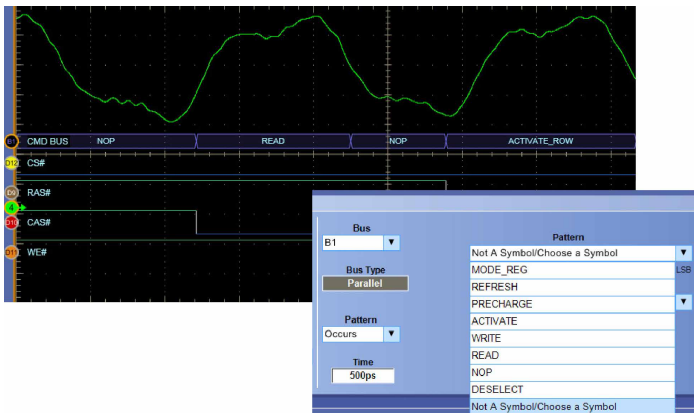 B1 CMD BUS NOP READ NOP ACTIVATE_ROW
D12 CS#
D9 RAS#
4
D10 CAS#
D11 WE#
Bus
B1
Bus Type
Parallel
Pattern
Occurs
Time
500ps
Pattern
Not A Symbol/Choose a Symbol
LSB
MODE_REG
REFRESH
PRECHARGE
ACTIVATE
WRITE
READ
NOP
DESELECT
Not A Symbol/Choose a Symbol